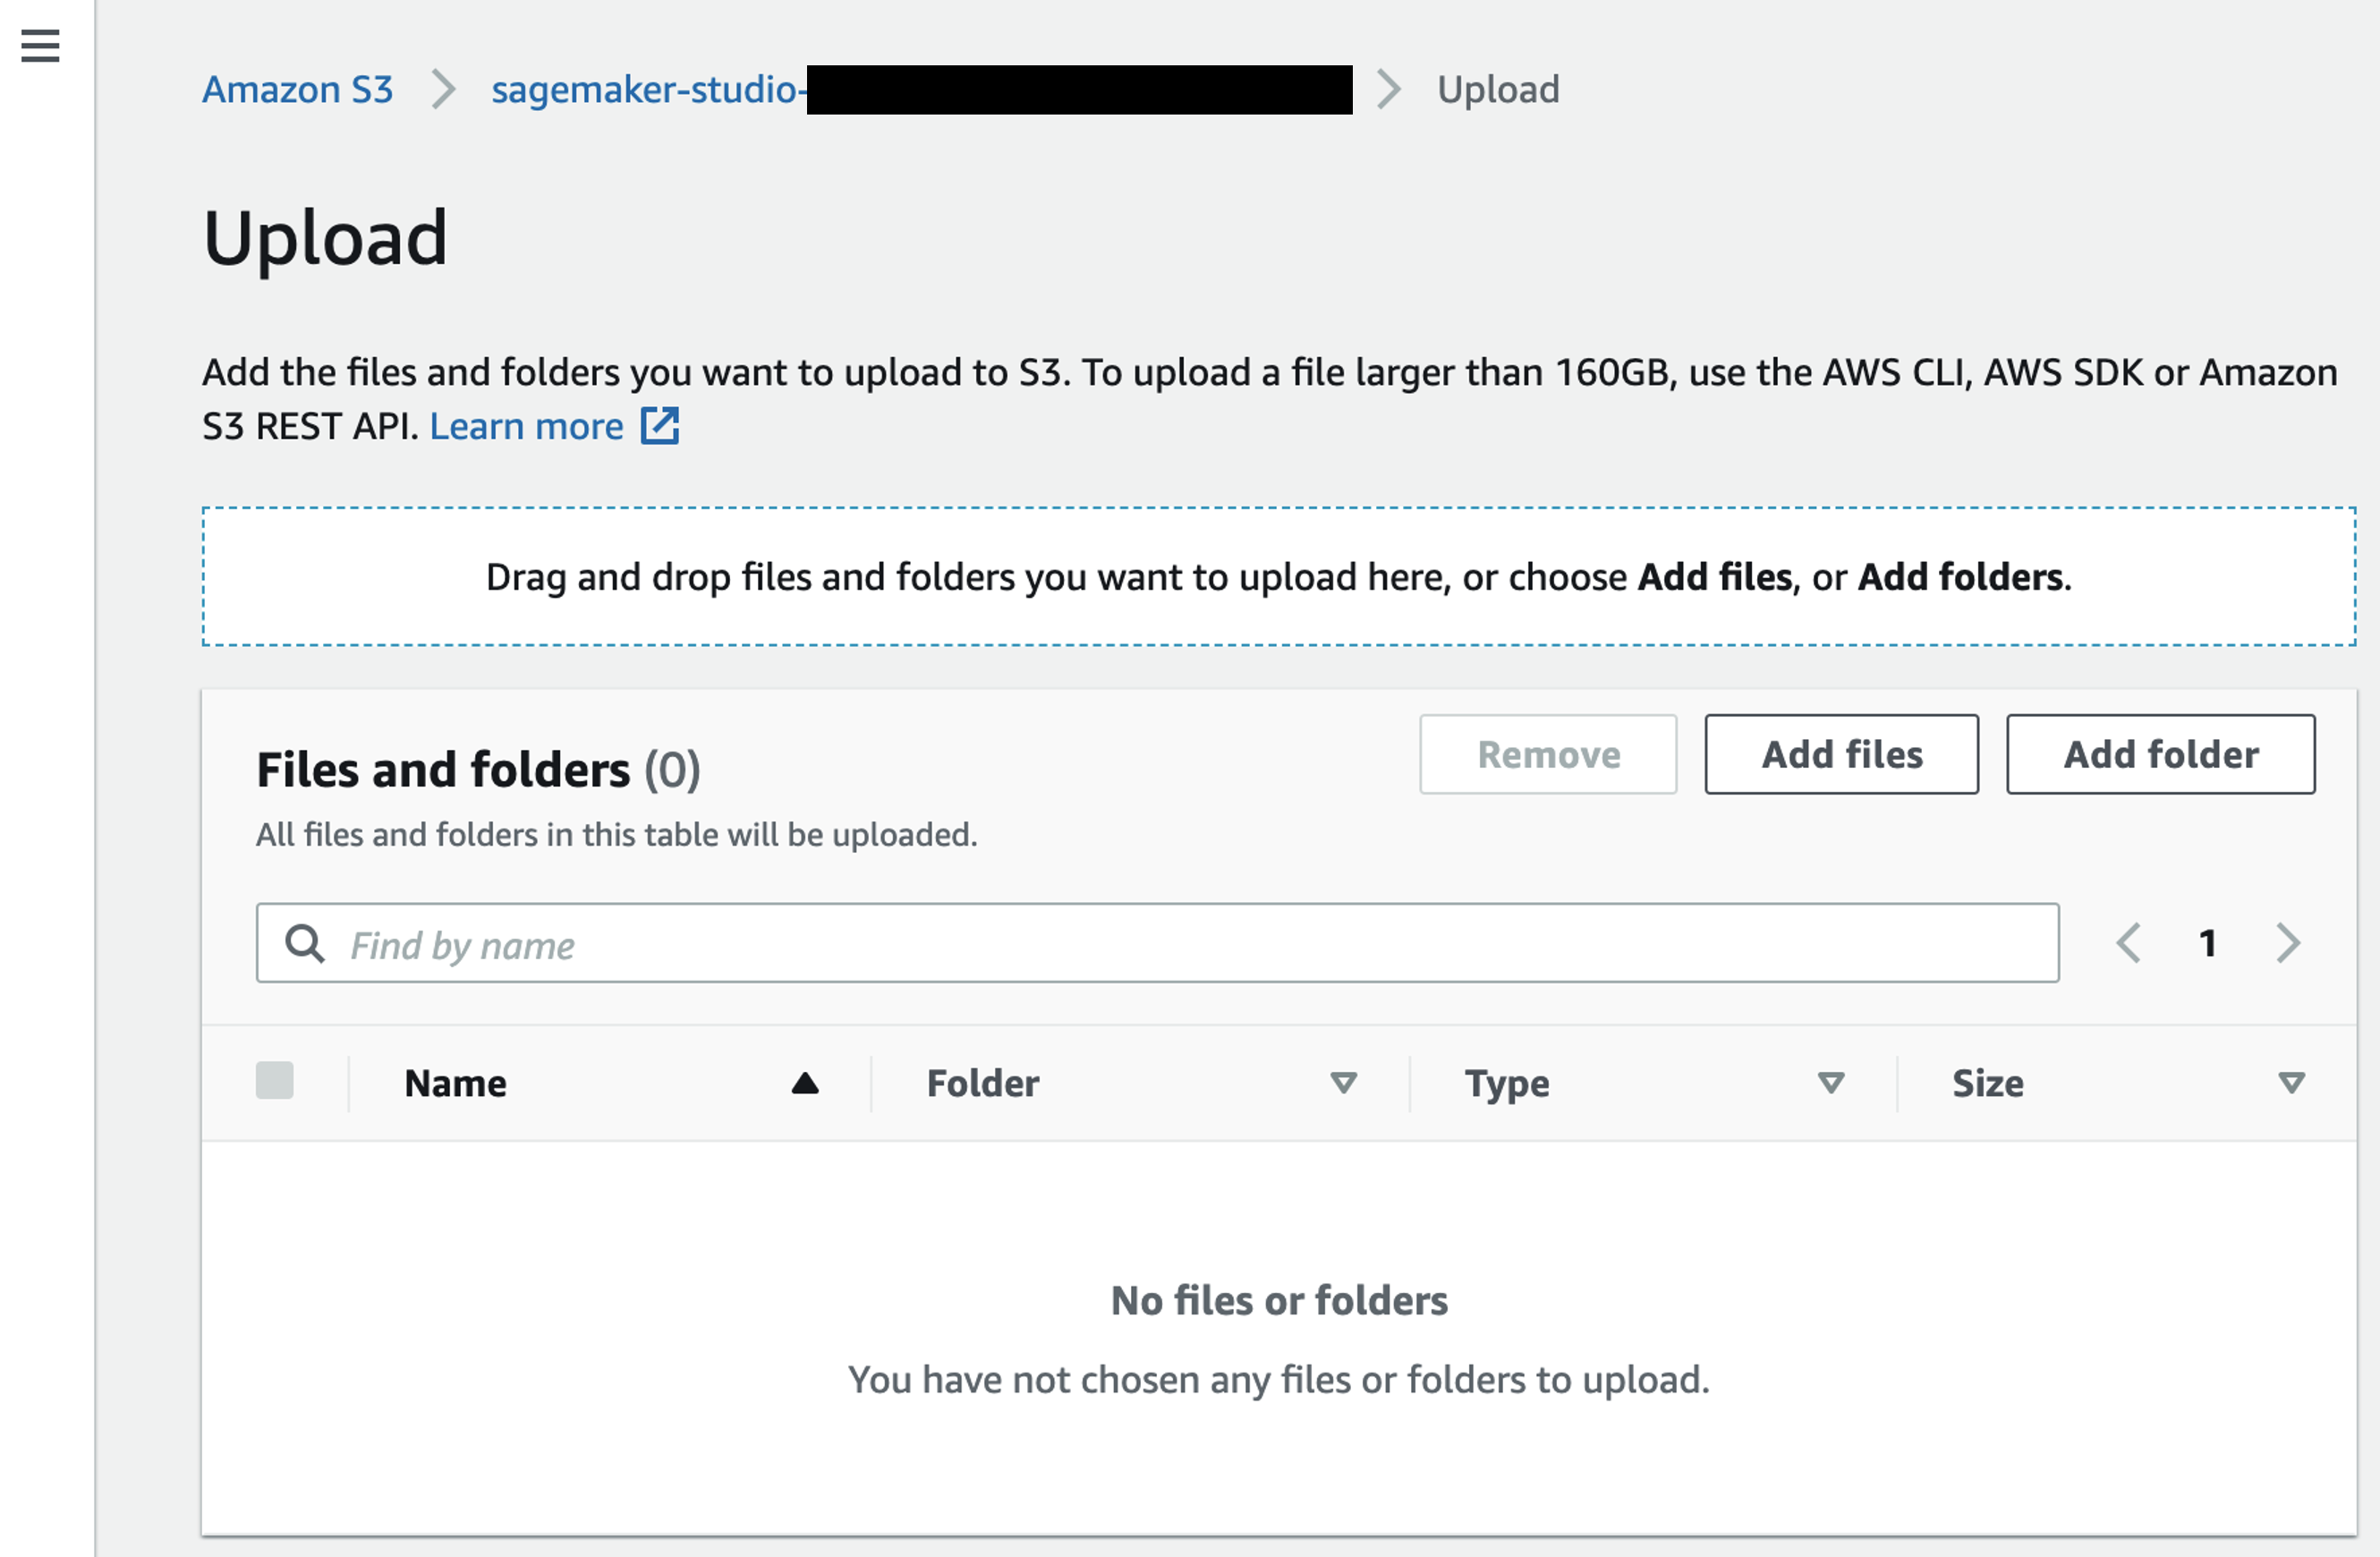 Amazon S3 > sagemaker-studio- > Upload
Upload
Add the files and folders you want to upload to S3. To upload a file larger than 160GB, use the AWS CLI, AWS SDK or Amazon
S3 REST API. Learn more
Drag and drop files and folders you want to upload here, or choose Add files, or Add folders.
Files and folders (0)
Remove
Add files
Add folder
All files and folders in this table will be uploaded.
Find by name
1
Name
Folder
Type
Size
No files or folders
You have not chosen any files or folders to upload.